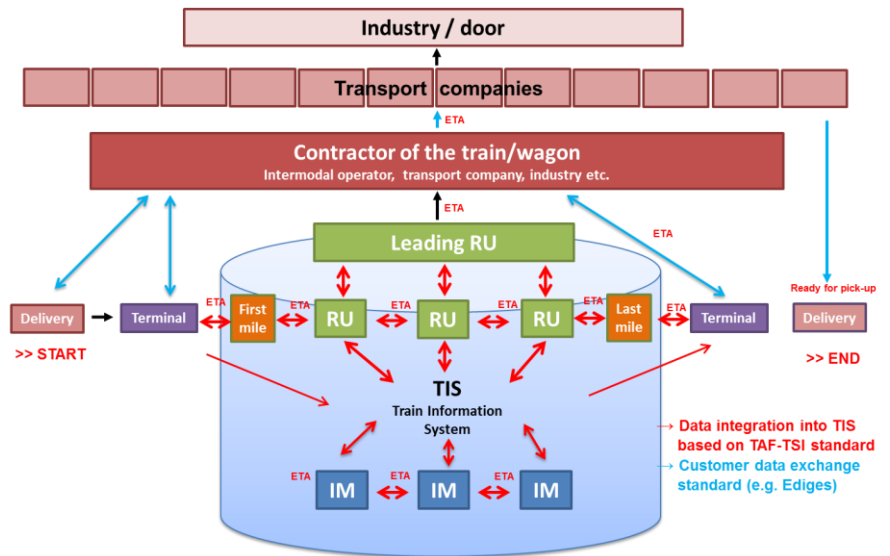 Industry / door
Transport companies
ETA
Contractor of the train/wagon
Intermodal operator, transport company, industry etc.
ETA
ETA
Leading RU
Ready for pick-up
Delivery
Terminal
ETA
First
mile
ETA
RU
ETA
RU
ETA
RU
ETA
Last
mile
ETA
Terminal
Delivery
>> START
>> END
TIS
Train Information
System
→ Data integration into TIS
based on TAF-TSI standard
→ Customer data exchange
standard (e.g. Ediges)
ETA
IM
ETA
IM
ETA
IM